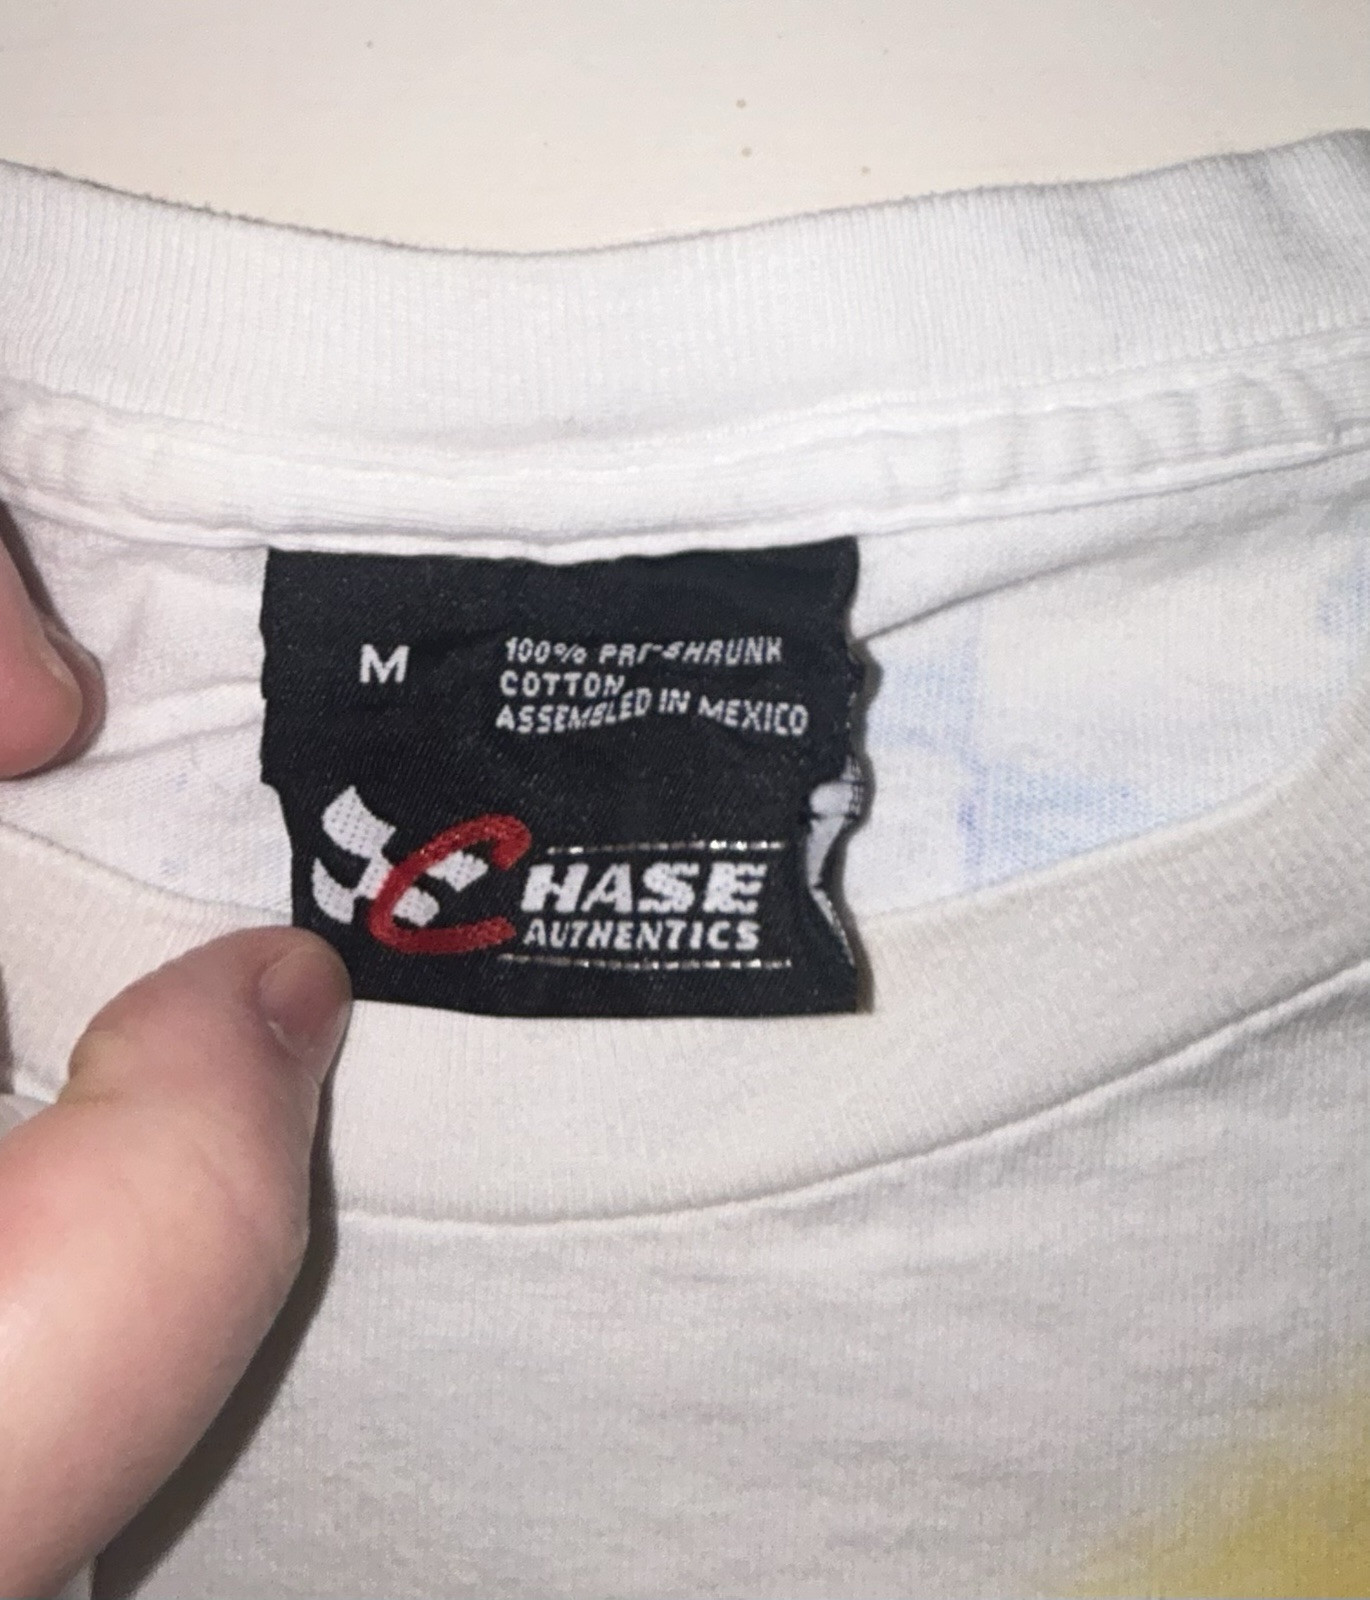 M
100% PRE-SHRUNK
COTTON
ASSEMBLED IN MEXICO
CHASE
AUTHENTICS